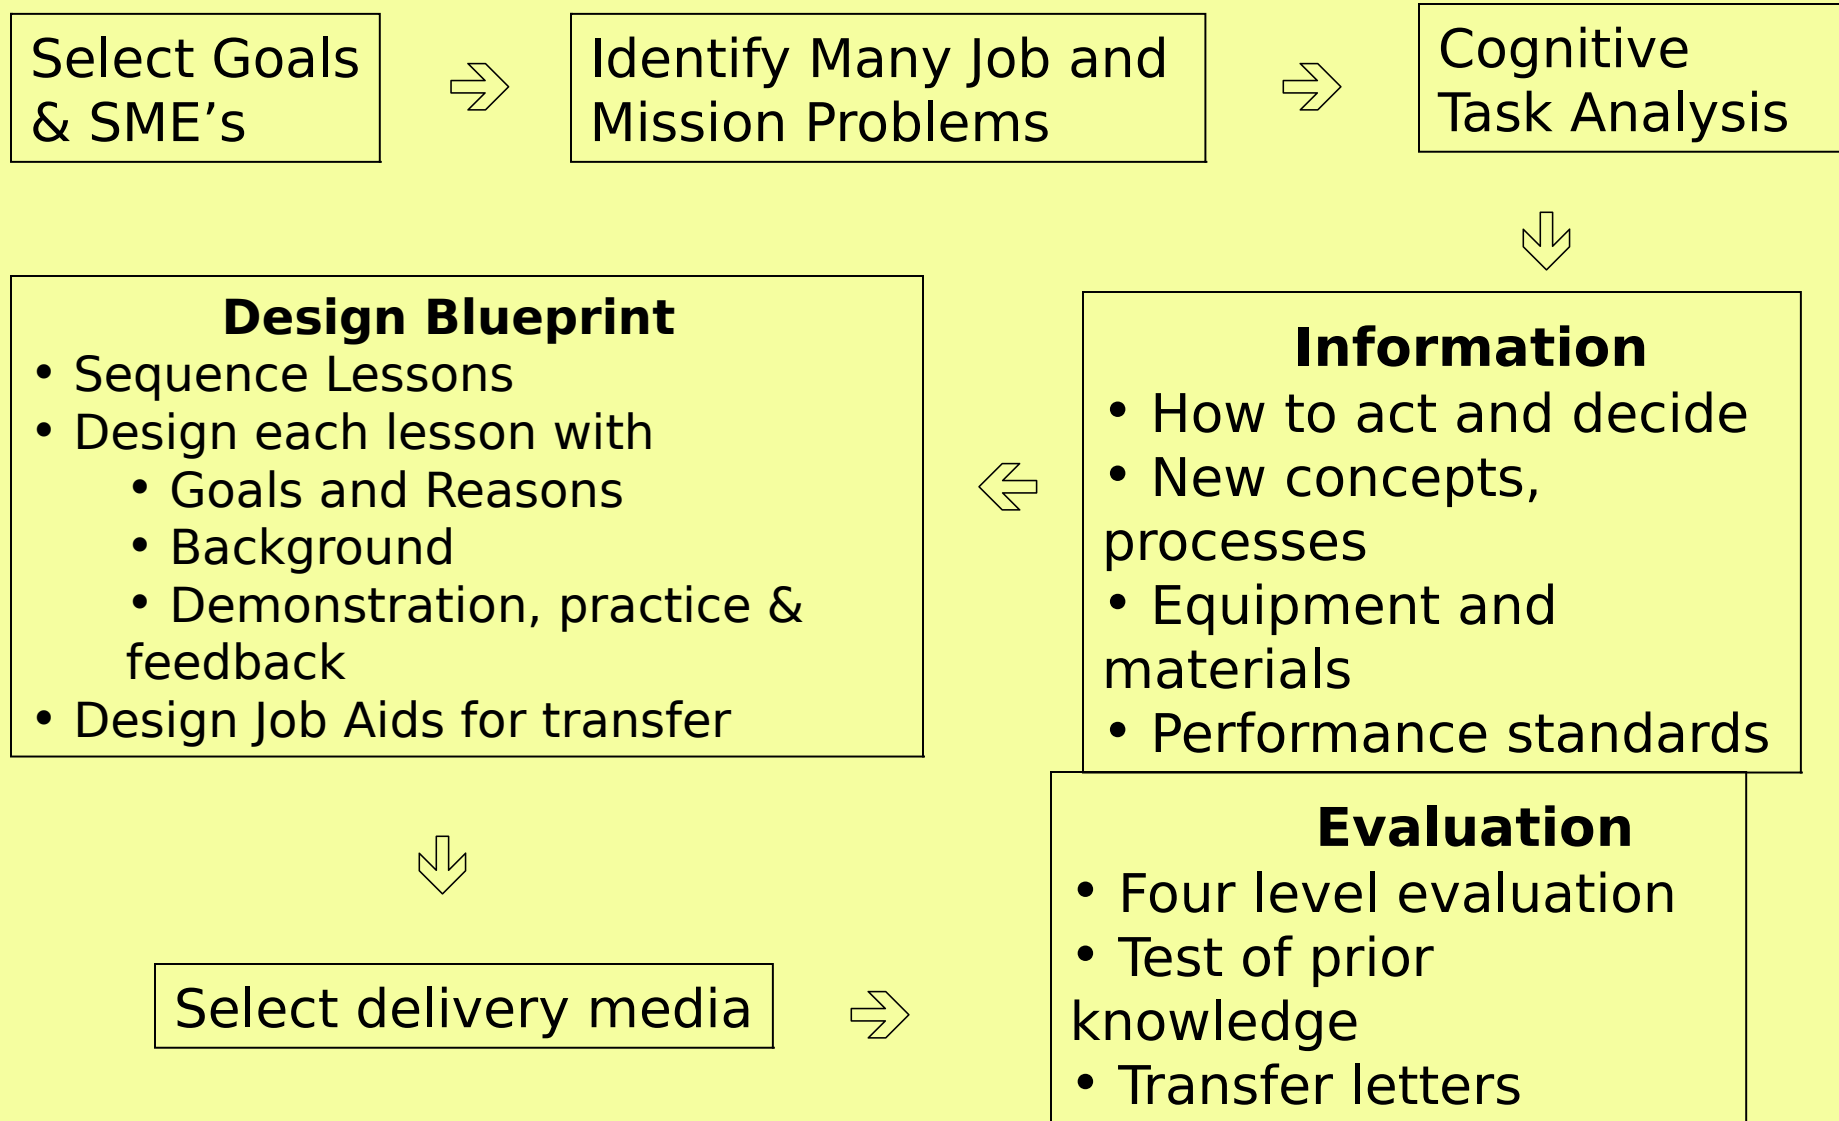 Select Goals
& SME’s
Identify Many Job and
Mission Problems
Cognitive
Task Analysis
Information
• How to act and decide
• New concepts,
processes
• Equipment and
materials
• Performance standards
Design Blueprint
• Sequence Lessons
• Design each lesson with
• Goals and Reasons
• Background
• Demonstration, practice &
feedback
• Design Job Aids for transfer
Select delivery media
Evaluation
• Four level evaluation
• Test of prior
knowledge
• Transfer letters